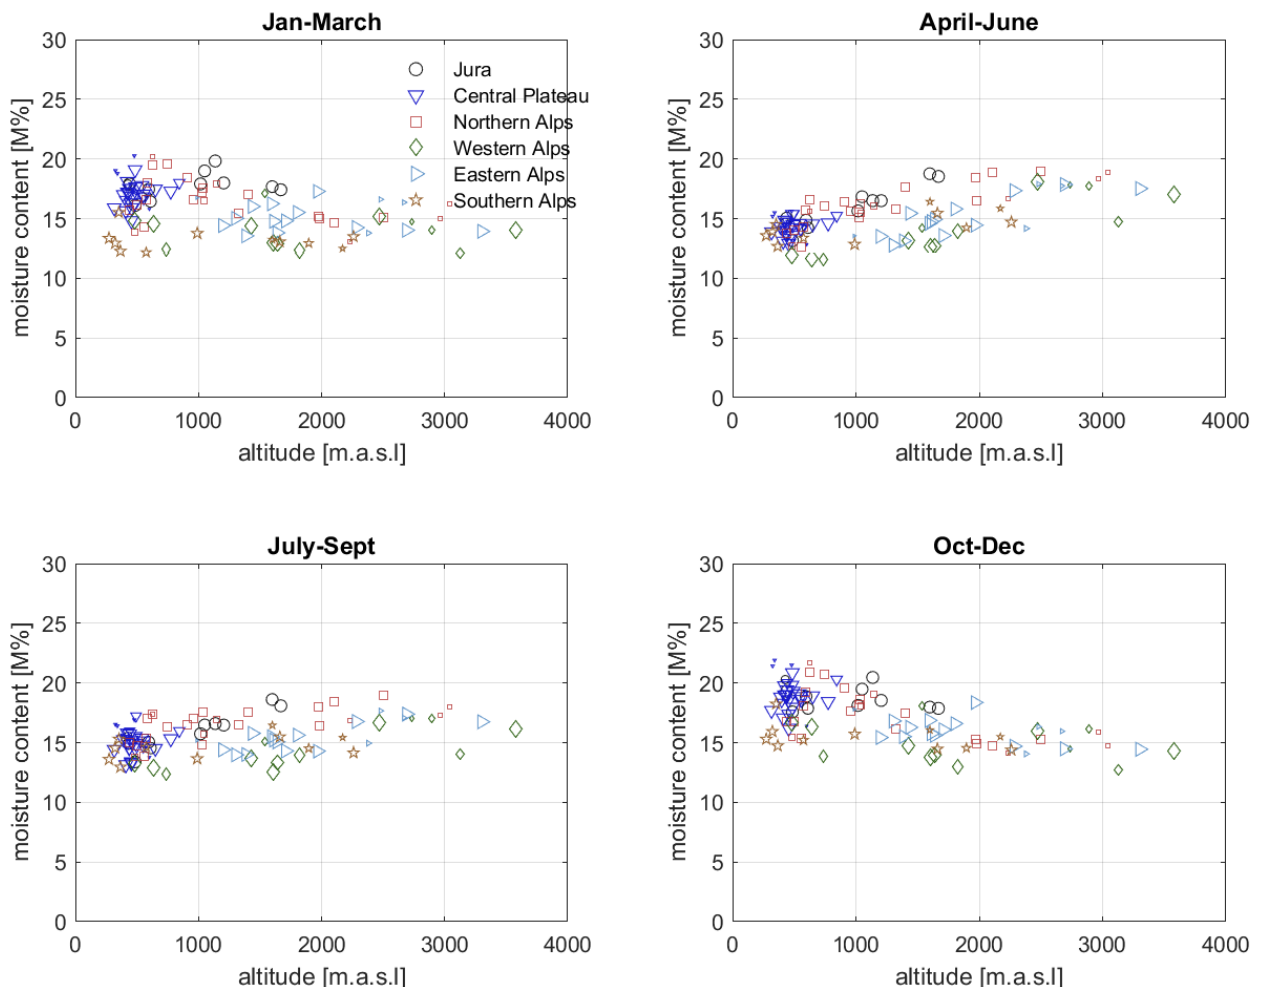 Jan-March
30
25
20
15
10
5
0
moisture content [M%]
0 1000 2000 3000 4000
altitude [m.a.s.l]
Jura
Central Plateau
Northern Alps
Western Alps
Eastern Alps
Southern Alps
April-June
30
25
20
15
10
5
0
moisture content [M%]
0 1000 2000 3000 4000
altitude [m.a.s.l]
July-Sept
30
25
20
15
10
5
0
moisture content [M%]
0 1000 2000 3000 4000
altitude [m.a.s.l]
Oct-Dec
30
25
20
15
10
5
0
moisture content [M%]
0 1000 2000 3000 4000
altitude [m.a.s.l]